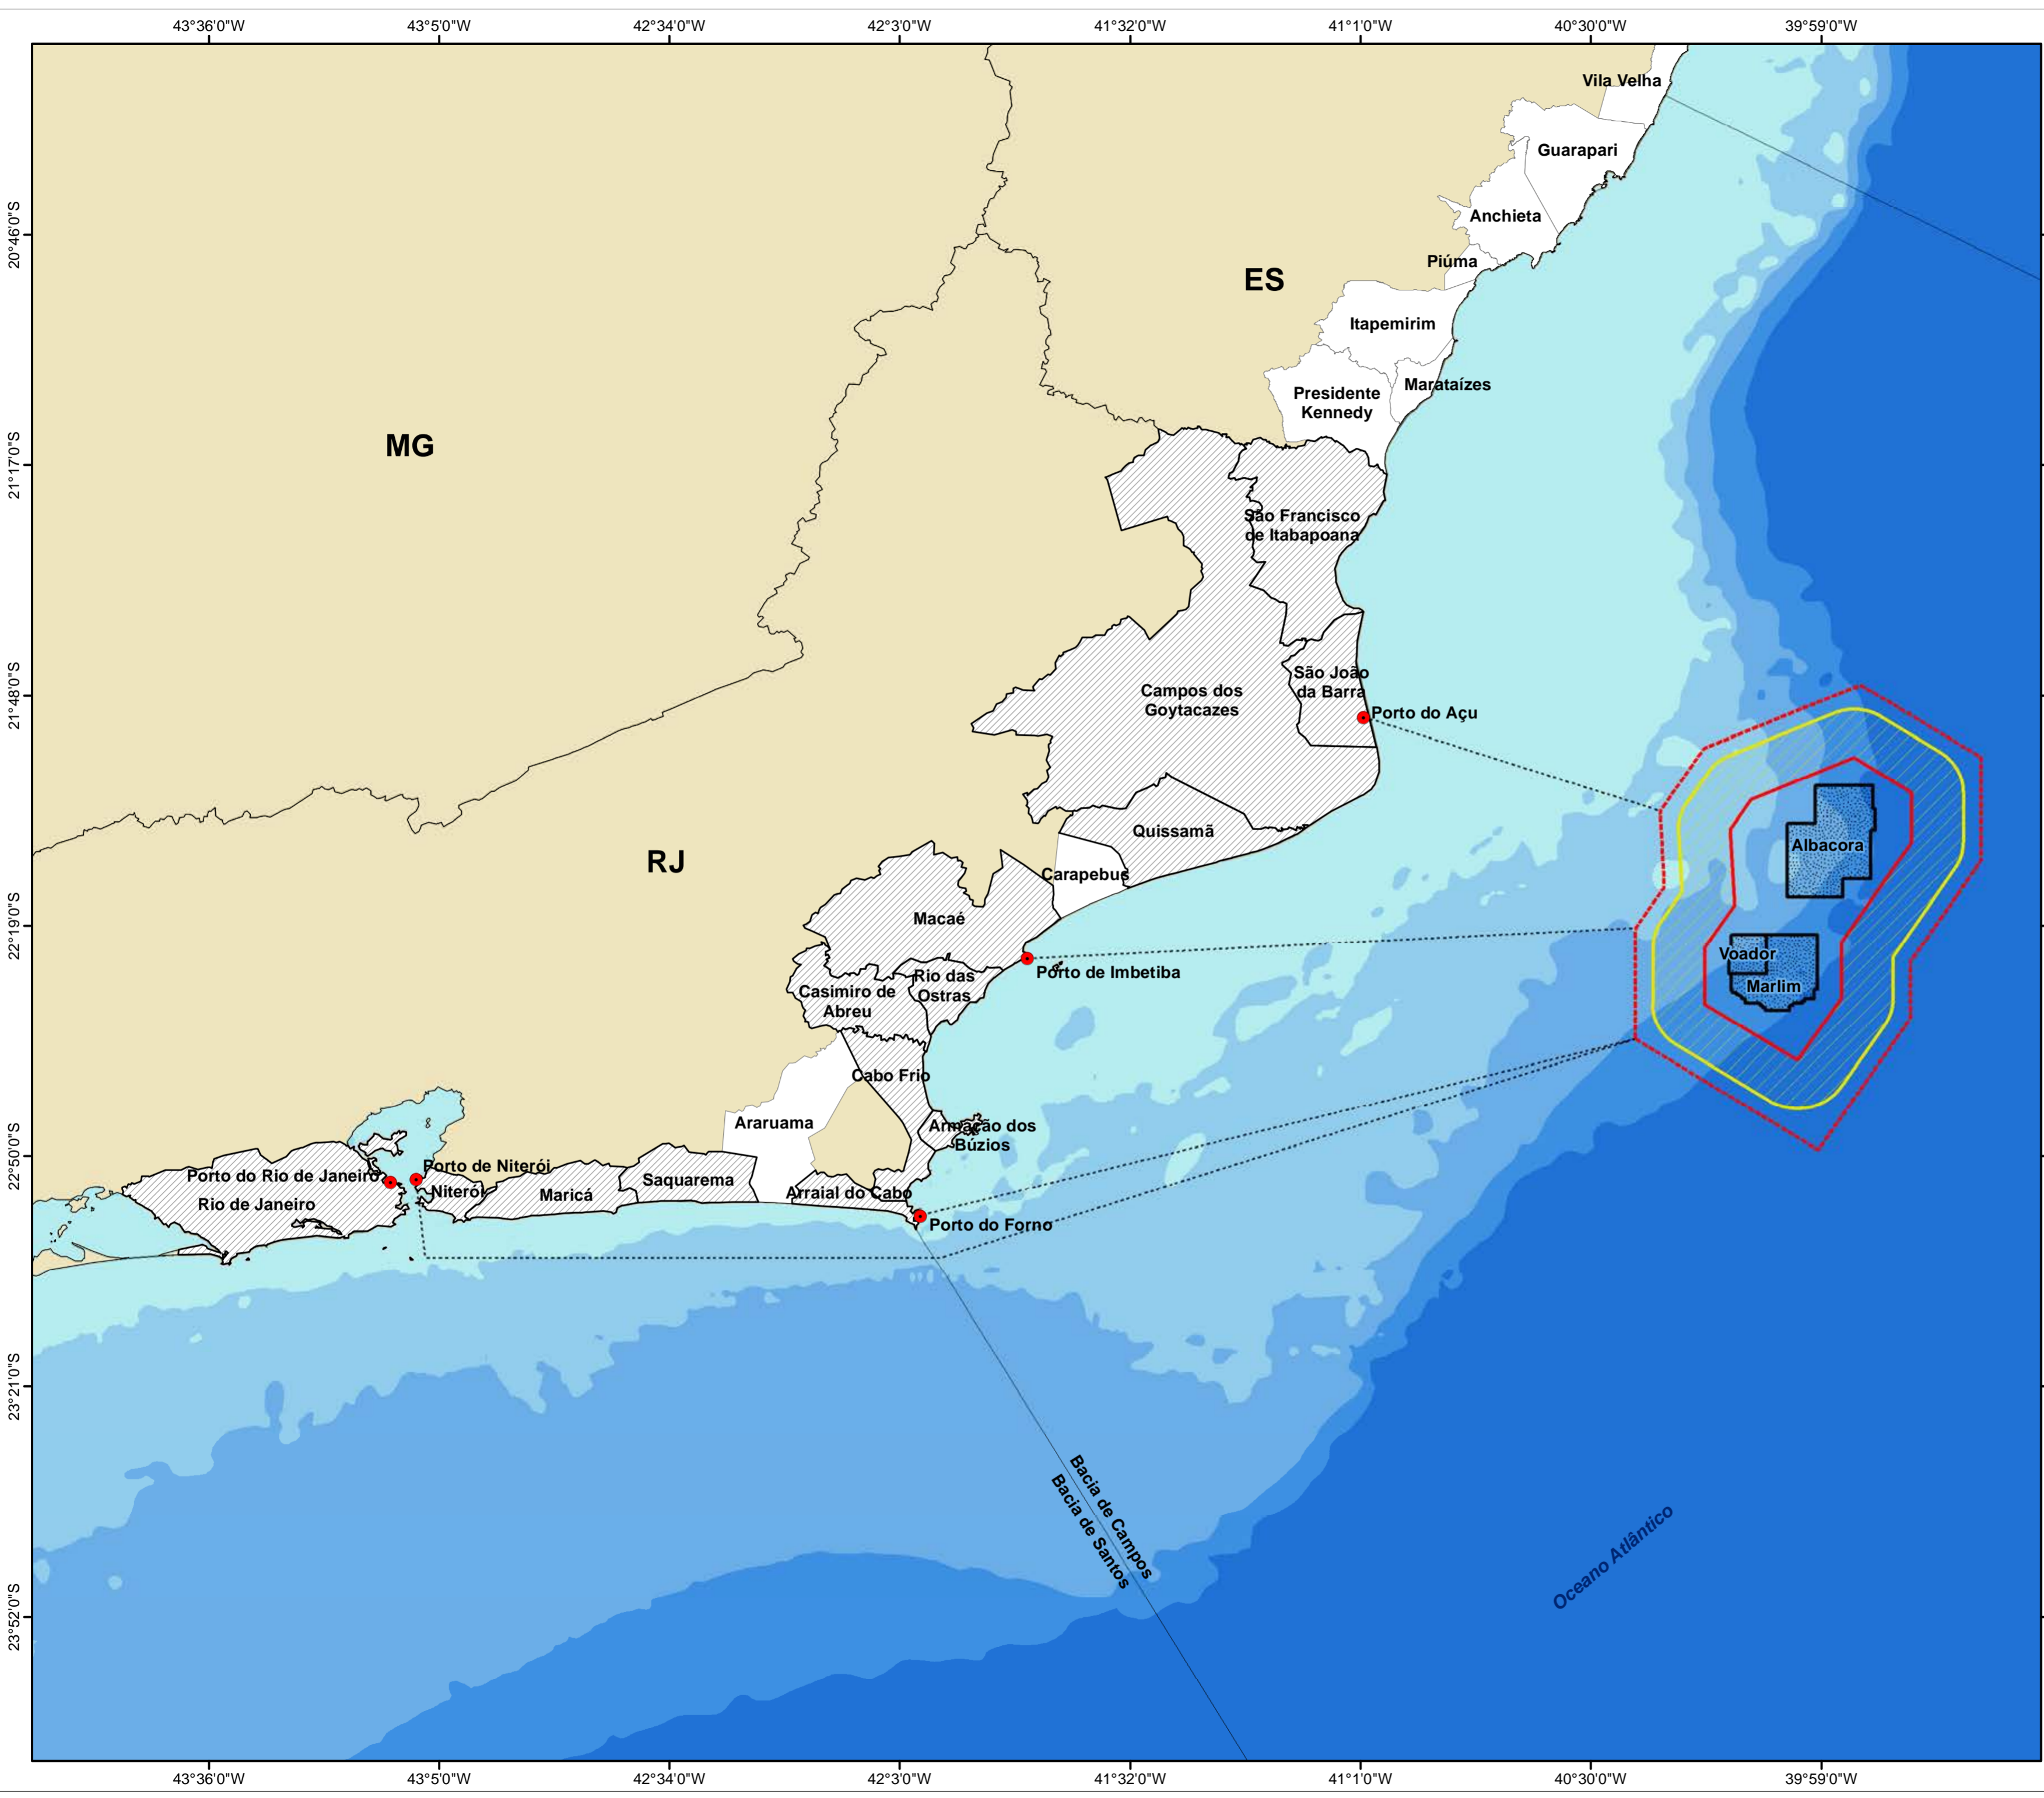 43°36'0"W 43°5'0"W 42°34'0"W 42°3'0"W 41°32'0"W 41°1'0"W 40°30'0"W 39°59'0"W
Vila Velha
Guarapari
Anchieta
20°46'0"S
Piúma
ES
Itapemirim
Marataízes
Presidente
Kennedy
MG
21°17'0"S
São Francisco
de Itabapoana
21°48'0"S
São João
da Barra
Campos dos
Goytacazes
Porto do Açu
Quissamã
Albacora
RJ
Carapebus
Macaé
22°19'0"S
Voador
Porto de Imbetiba
Rio das
Ostras
Marlim
Casimiro de
Abreu
Cabo Frio
Araruama
Armação dos
Búzios
22°50'0"S
Porto de Niterói
Porto do Rio de Janeiro
Saquarema
Niterói
Maricá
Arraial do Cabo
Rio de Janeiro
Porto do Forno
23°21'0"S
Bacia de Campos
Bacia de Santos
Oceano Atlântico
23°52'0"S
43°36'0"W 43°5'0"W 42°34'0"W 42°3'0"W 41°32'0"W 41°1'0"W 40°30'0"W 39°59'0"W